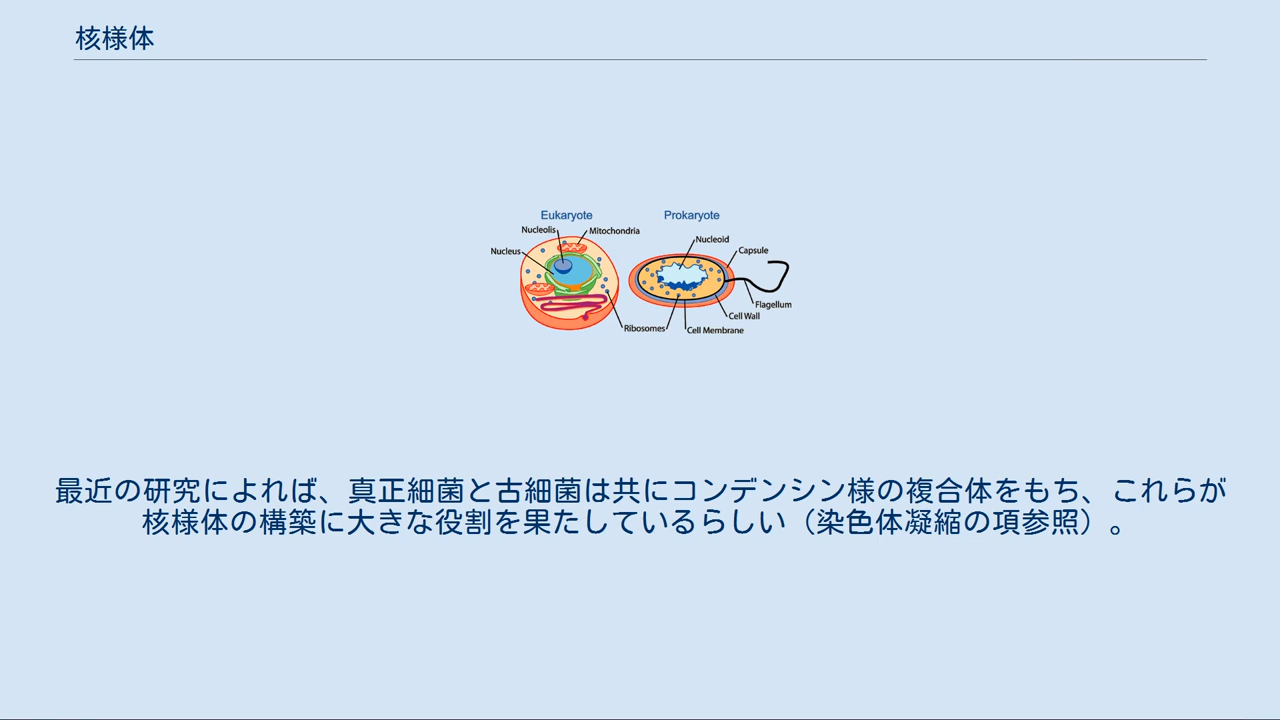 核様体
Eukaryote
Prokaryote
Nucleolis
Mitochondria
Nucleus
Nucleoid
Capsule
Flagellum
Cell Wall
Ribosomes
Cell Membrane
最近の研究によれば、真正細菌と古細菌は共にコンデンシン様の複合体をもち、これらが
核様体の構築に大きな役割を果たしているらしい（染色体凝縮の項参照）。